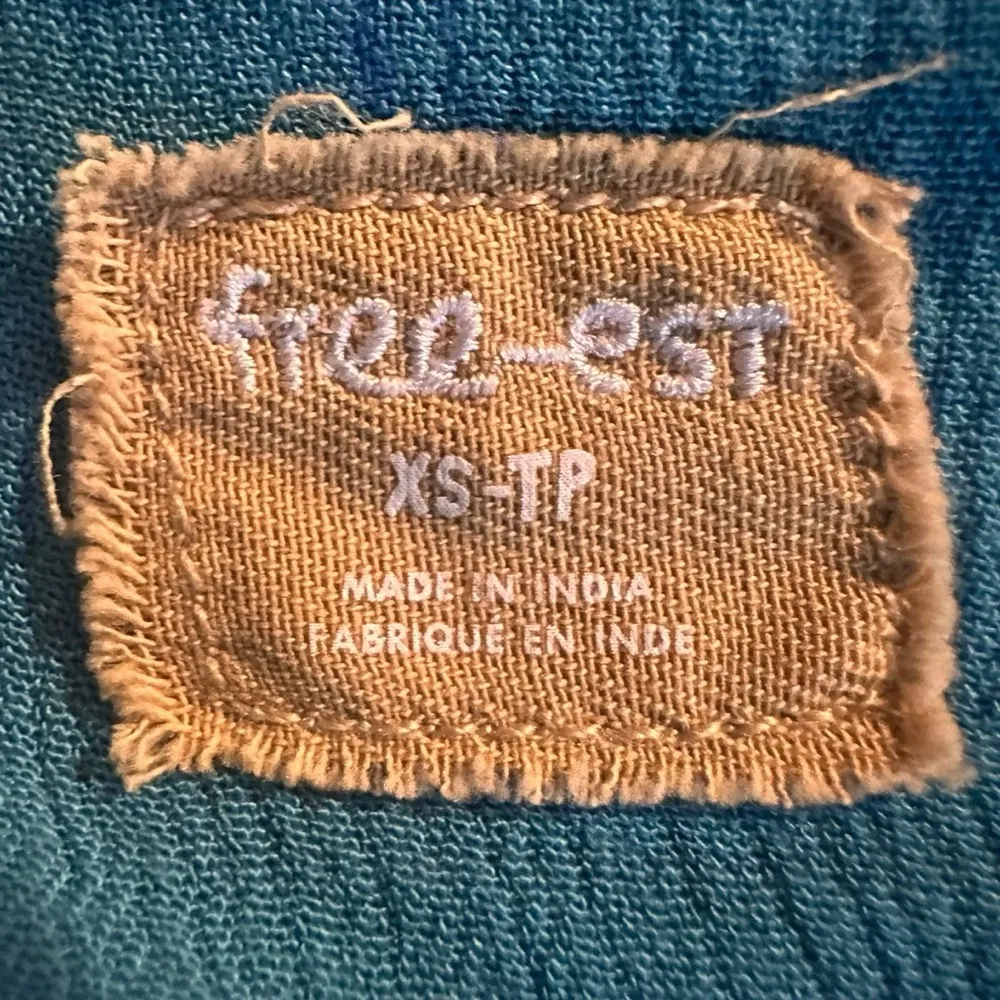 free-est
XS-TP
MADE IN INDIA
FABRIQUÉ EN INDE